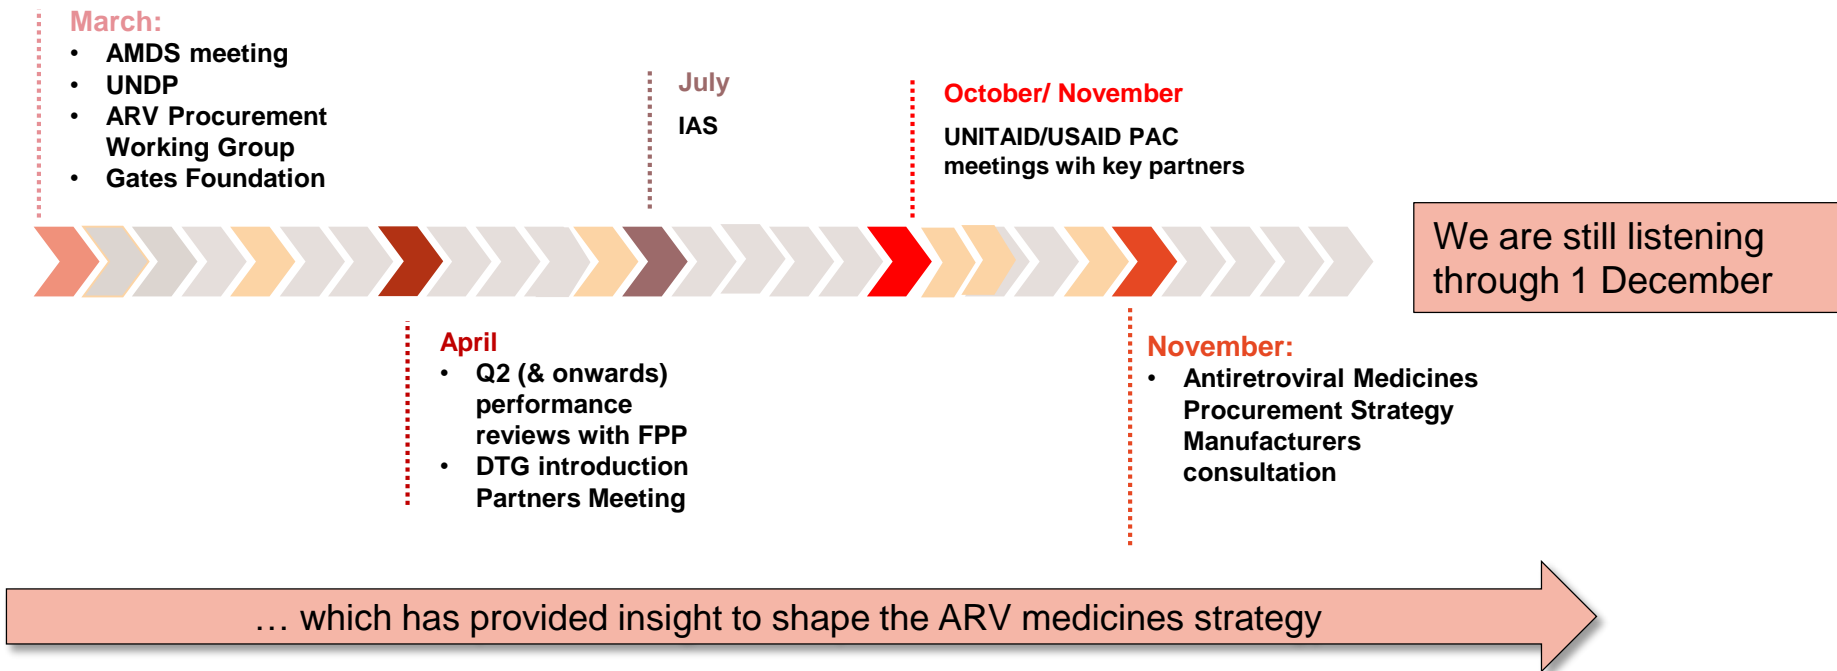 March:
• AMDS meeting
• UNDP
• ARV Procurement
Working Group
• Gates Foundation
July
IAS
October/ November
UNITAID/USAID PAC
meetings wih key partners
We are still listening
through 1 December
April
• Q2 (& onwards)
performance
reviews with FPP
• DTG introduction
Partners Meeting
November:
• Antiretroviral Medicines
Procurement Strategy
Manufacturers
consultation
… which has provided insight to shape the ARV medicines strategy